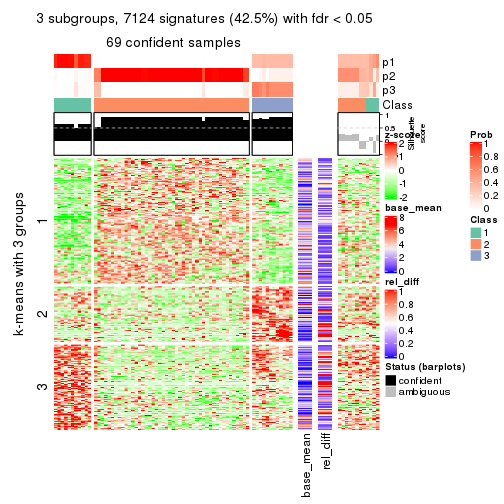 3 subgroups, 7124 signatures (42.5%) with fdr < 0.05
69 confident samples
p1
p2
p3
Class
1
0.5
0
Silhouette
score
k-means with 3 groups
1
2
3
base_mean
rel_diff
z-score
2
1
0
-1
-2
base_mean
8
6
4
2
0
rel_diff
1
0.8
0.6
0.4
0.2
0
Status (barplots)
confident
ambiguous
Prob
1
0.8
0.6
0.4
0.2
0
Class
1
2
3